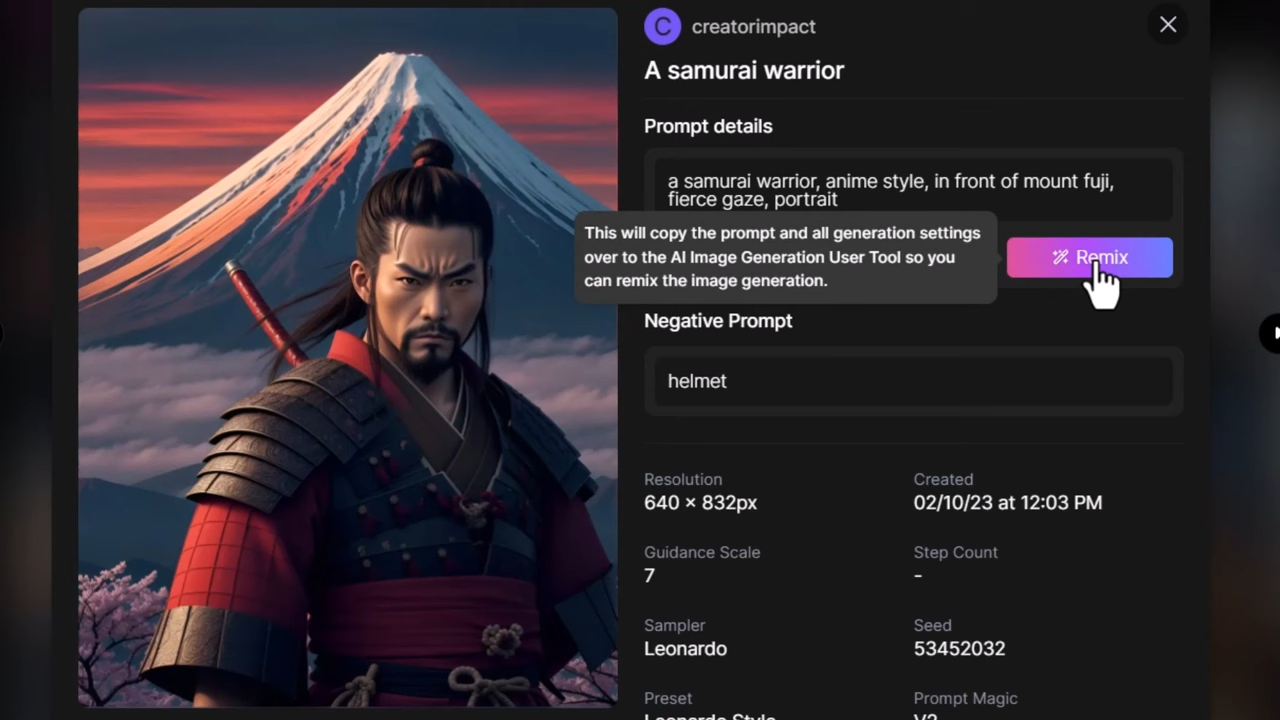 C creatorimpact
A samurai warrior
Prompt details
a samurai warrior, anime style, in front of mount fuji,
fierce gaze, portrait
This will copy the prompt and all generation settings
over to the AI Image Generation User Tool so you
can remix the image generation.
Remix
Negative Prompt
helmet
Resolution
640 × 832px
Created
02/10/23 at 12:03 PM
Guidance Scale
7
Step Count
-
Sampler
Leonardo
Seed
53452032
Preset
Leonardo Style
Prompt Magic
V2